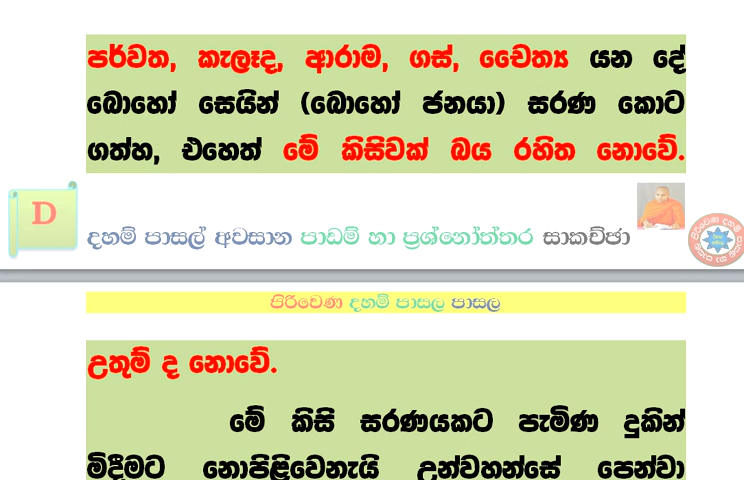 පර්වත, කැලෑද, ආරාම, ගස්, චෛත්‍ය යන දේ
බොහෝ සෙයින් (බොහෝ ජනයා) සරණ කොට
ගත්හ, එහෙත් මේ කිසිවක් බය රහිත නොවේ.
D
දහම් පාසල් අවසාන පාඩම් හා ප්‍රශ්නෝත්තර සාකච්ඡා
පිරිවෙණ දහම් පාසල පාසල
උතුම් ද නොවේ.
මේ කිසි සරණයකට පැමිණ දුකින්
මිදීමට නොපිළිවෙනැයි උන්වහන්සේ පෙන්වා